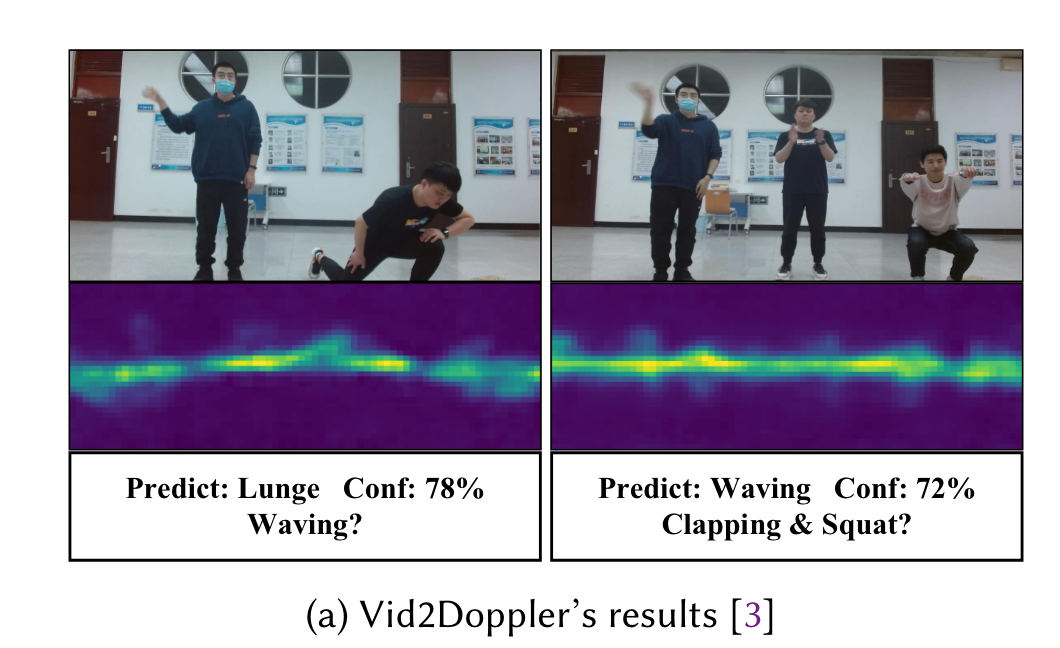 Predict: Lunge Conf: 78%
Waving?
Predict: Waving Conf: 72%
Clapping & Squat?
(a) Vid2Doppler's results [3]